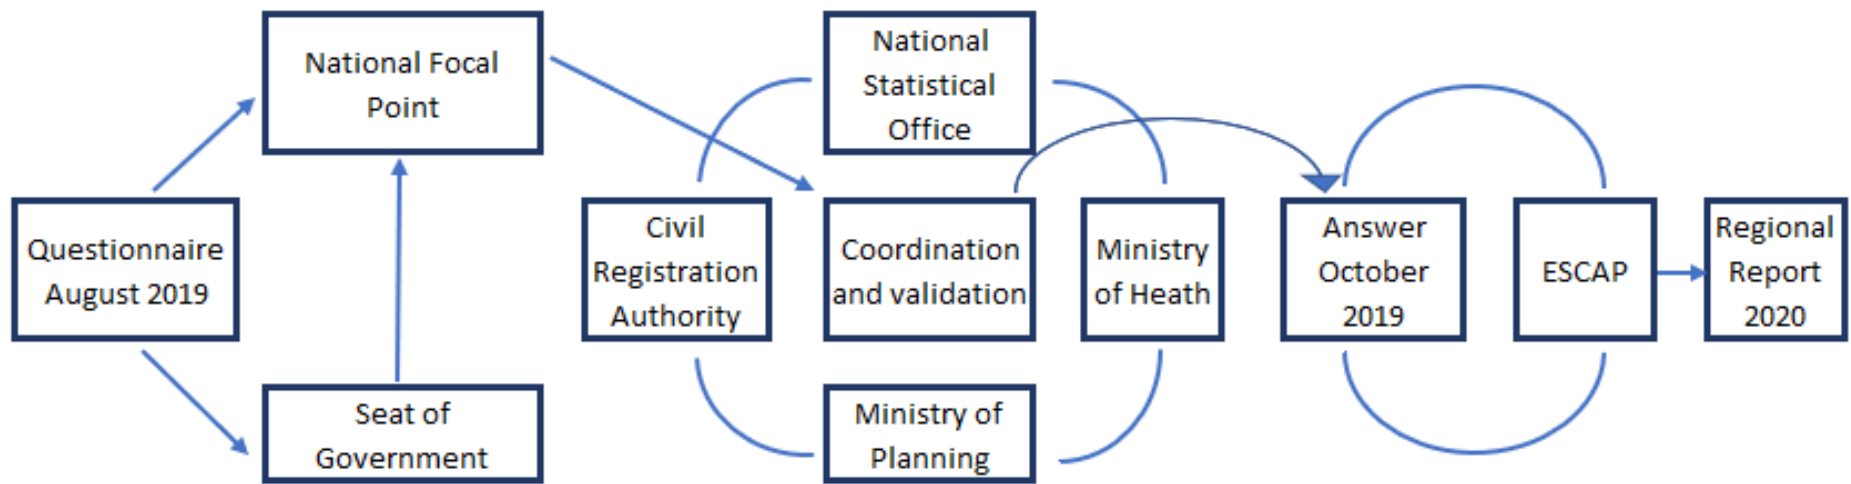 National Focal
Point
National
Statistical
Office
Questionnaire
August 2019
Civil
Registration
Authority
Coordination
and validation
Ministry
of Heath
Answer
October
2019
ESCAP
Regional
Report
2020
Seat of
Government
Ministry of
Planning